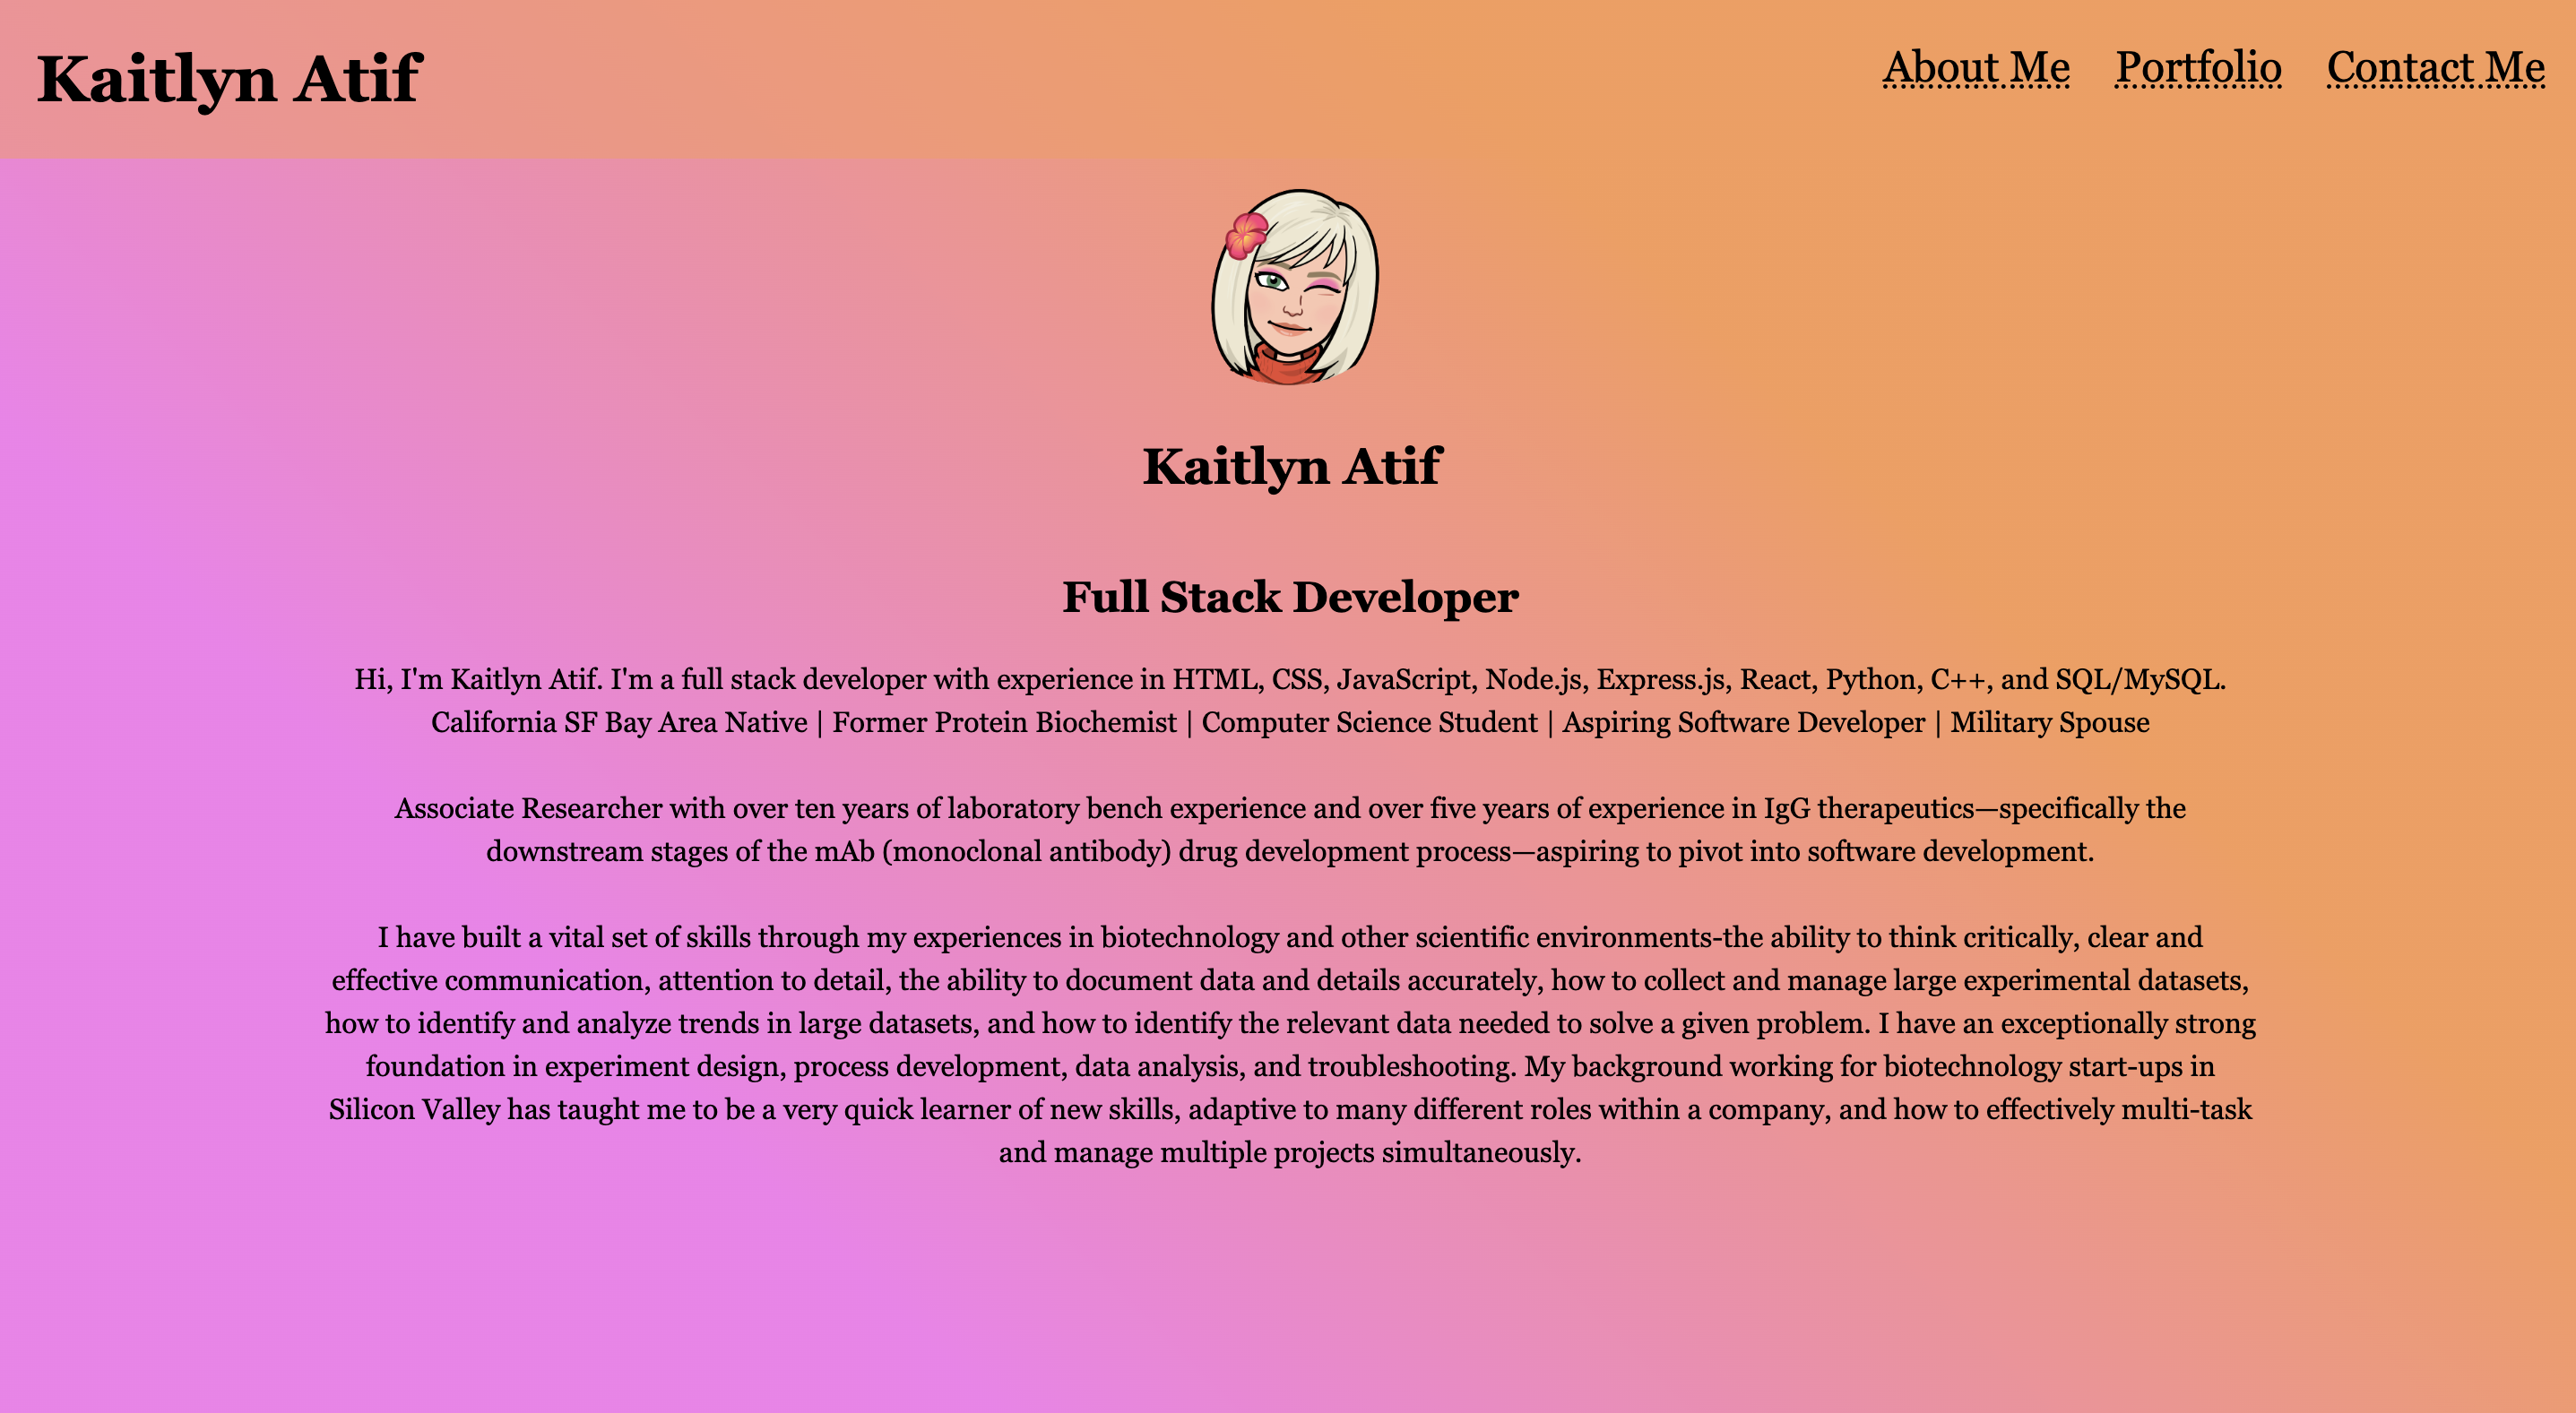 Kaitlyn Atif
About Me Portfolio Contact Me
Kaitlyn Atif
Full Stack Developer
Hi, I'm Kaitlyn Atif. I'm a full stack developer with experience in HTML, CSS, JavaScript, Node.js, Express.js, React, Python, C++, and SQL/MySQL.
California SF Bay Area Native | Former Protein Biochemist | Computer Science Student | Aspiring Software Developer | Military Spouse
Associate Researcher with over ten years of laboratory bench experience and over five years of experience in IgG therapeutics—specifically the
downstream stages of the mAb (monoclonal antibody) drug development process—aspiring to pivot into software development.
I have built a vital set of skills through my experiences in biotechnology and other scientific environments-the ability to think critically, clear and
effective communication, attention to detail, the ability to document data and details accurately, how to collect and manage large experimental datasets,
how to identify and analyze trends in large datasets, and how to identify the relevant data needed to solve a given problem. I have an exceptionally strong
foundation in experiment design, process development, data analysis, and troubleshooting. My background working for biotechnology start-ups in
Silicon Valley has taught me to be a very quick learner of new skills, adaptive to many different roles within a company, and how to effectively multi-task
and manage multiple projects simultaneously.